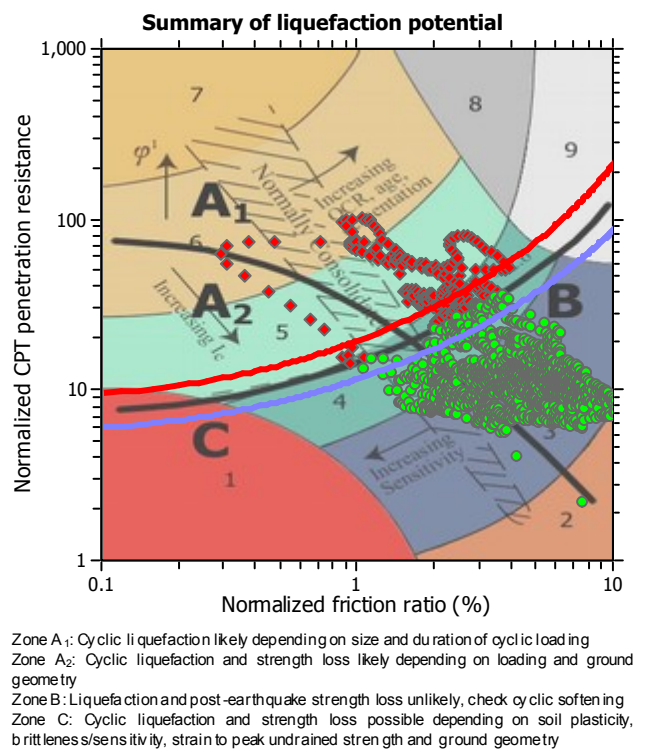 Summary of liquefaction potential
1,000
7
8
9
φ'
Increasing
OCR, age,
cementation
Normally Consolidated
100
A1
6
A2
Increasing Ic
5
B
Normalized CPT penetration resistance
10
4
C
3
Increasing
Sensitivity
1
2
1
0.1
1
10
Normalized friction ratio (%)
Zone A1: Cyclic liquefaction likely depending on size and duration of cyclic loading
Zone A2: Cyclic liquefaction and strength loss likely depending on loading and ground
geometry
Zone B: Liquefaction and post-earthquake strength loss unlikely, check cyclic softening
Zone C: Cyclic liquefaction and strength loss possible depending on soil plasticity,
brittleness/sensitivity, strain to peak undrained strength and ground geometry